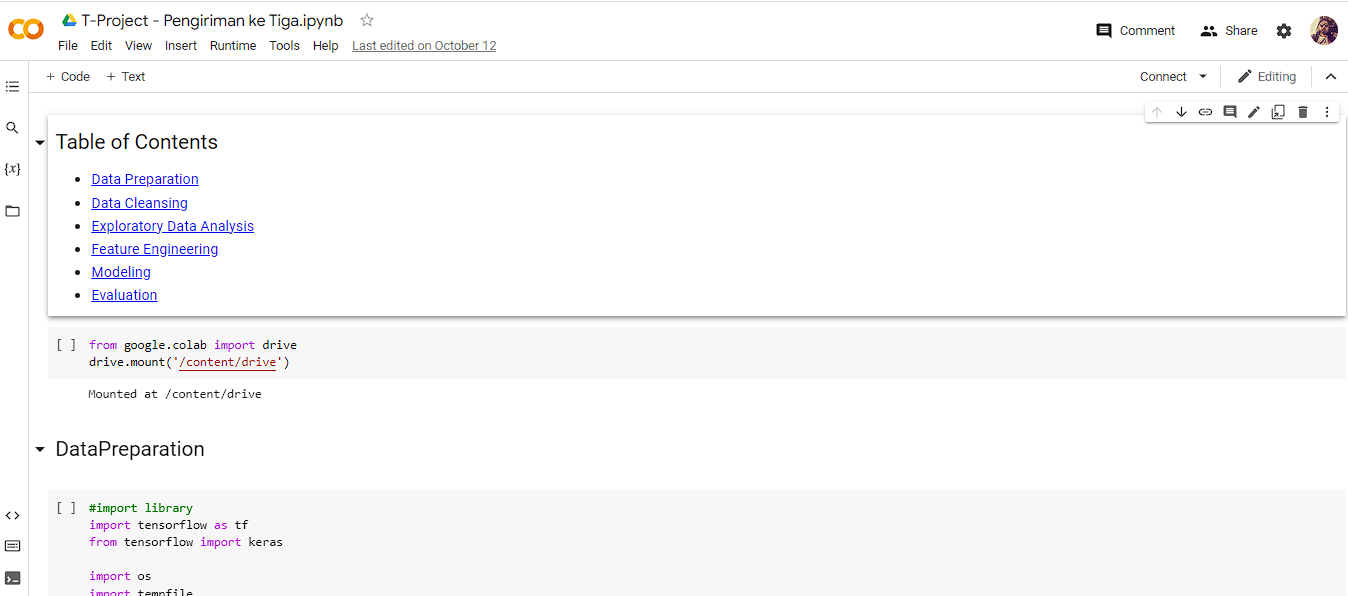 T-Project - Pengiriman ke Tiga.ipynb
File Edit View Insert Runtime Tools Help Last edited on October 12
Comment Share
+ Code + Text
Connect Editing
{x}
Table of Contents
Data Preparation
Data Cleansing
Exploratory Data Analysis
Feature Engineering
Modeling
Evaluation
[ ] from google.colab import drive
drive.mount('/content/drive')
Mounted at /content/drive
DataPreparation
[ ] #import library
import tensorflow as tf
from tensorflow import keras
import os
import tempfile